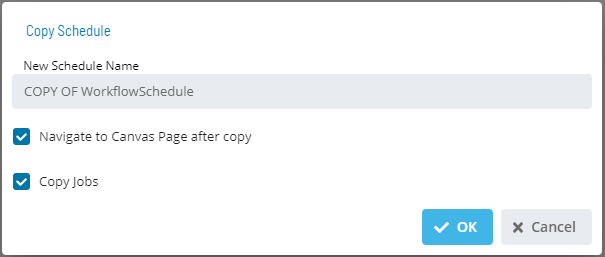 Copy Schedule
New Schedule Name
COPY OF WorkflowSchedule
Navigate to Canvas Page after copy
Copy Jobs
OK Cancel